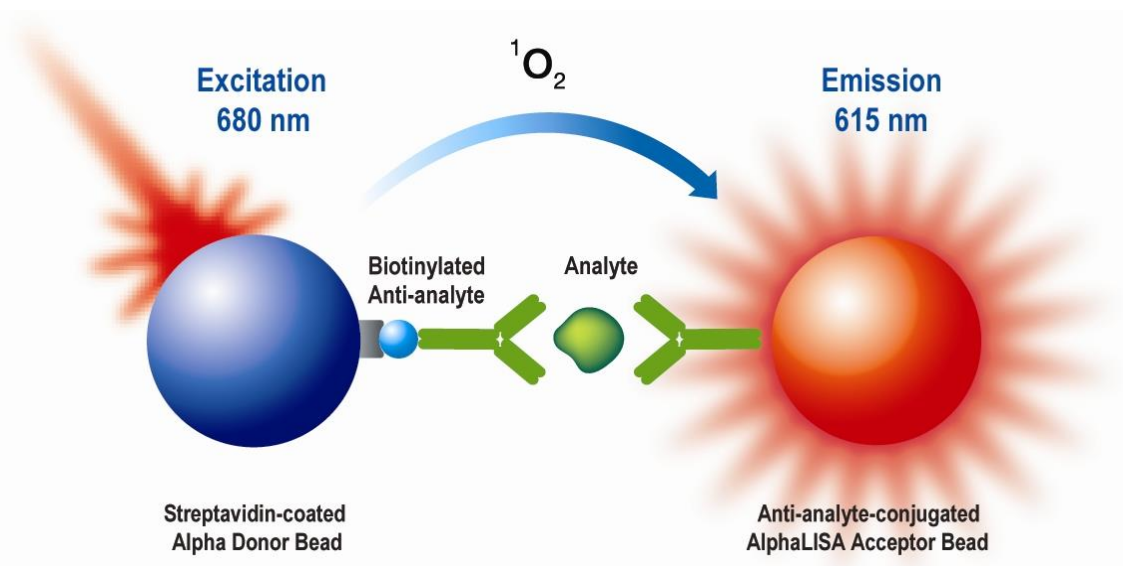 Excitation
680 nm
¹O₂
Emission
615 nm
Biotinylated
Anti-analyte
Analyte
Streptavidin-coated
Alpha Donor Bead
Anti-analyte-conjugated
AlphaLISA Acceptor Bead